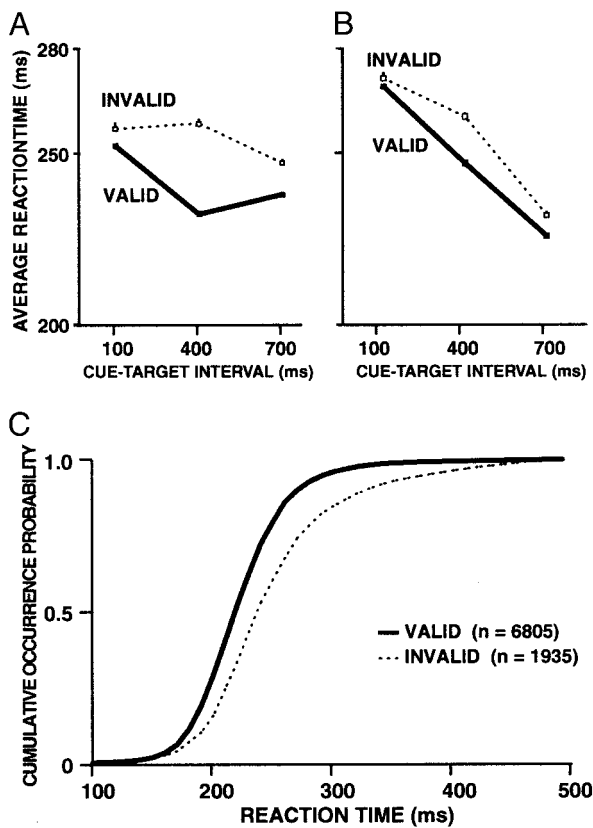 A
B
280
250
200
AVERAGE REACTIONTIME (ms)
INVALID
VALID
100 400 700
CUE-TARGET INTERVAL (ms)
INVALID
VALID
100 400 700
CUE-TARGET INTERVAL (ms)
C
CUMULATIVE OCCURRENCE PROBABILITY
1.0
0.5
0
VALID (n = 6805)
INVALID (n = 1935)
100 200 300 400 500
REACTION TIME (ms)